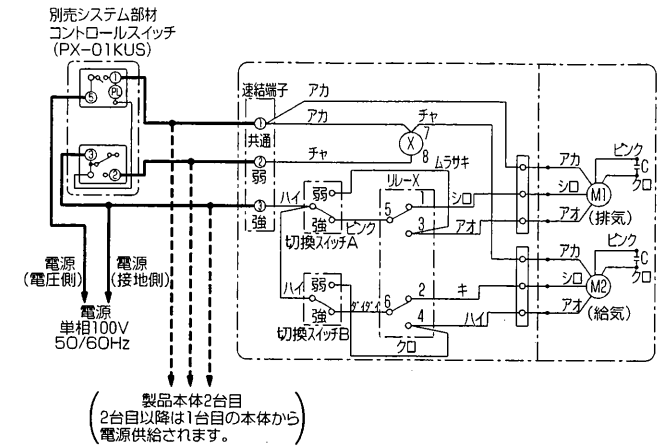 別売システム部材
コントロールスイッチ
(PX-01KUS)
速結端子
① 共通
② 弱
③ 強
① PL ⑤
③ ②
アカ
アカ
チャ
X
7
8
チャ
ムラサキ
リレーX
ハイ
弱
強
ピンク
切換スイッチA
5
3
シロ
アオ
ハイ
弱
強
ダイダイ
切換スイッチB
6
2
4
キ
ハイ
クロ
アカ
シロ
アオ
M1
(排気)
ピンク
C
クロ
アカ
シロ
アオ
M2
(給気)
ピンク
C
クロ
電源
(電圧側)
電源
(接地側)
電源
単相100V
50/60Hz
製品本体2台目
2台目以降は1台目の本体から
電源供給されます。